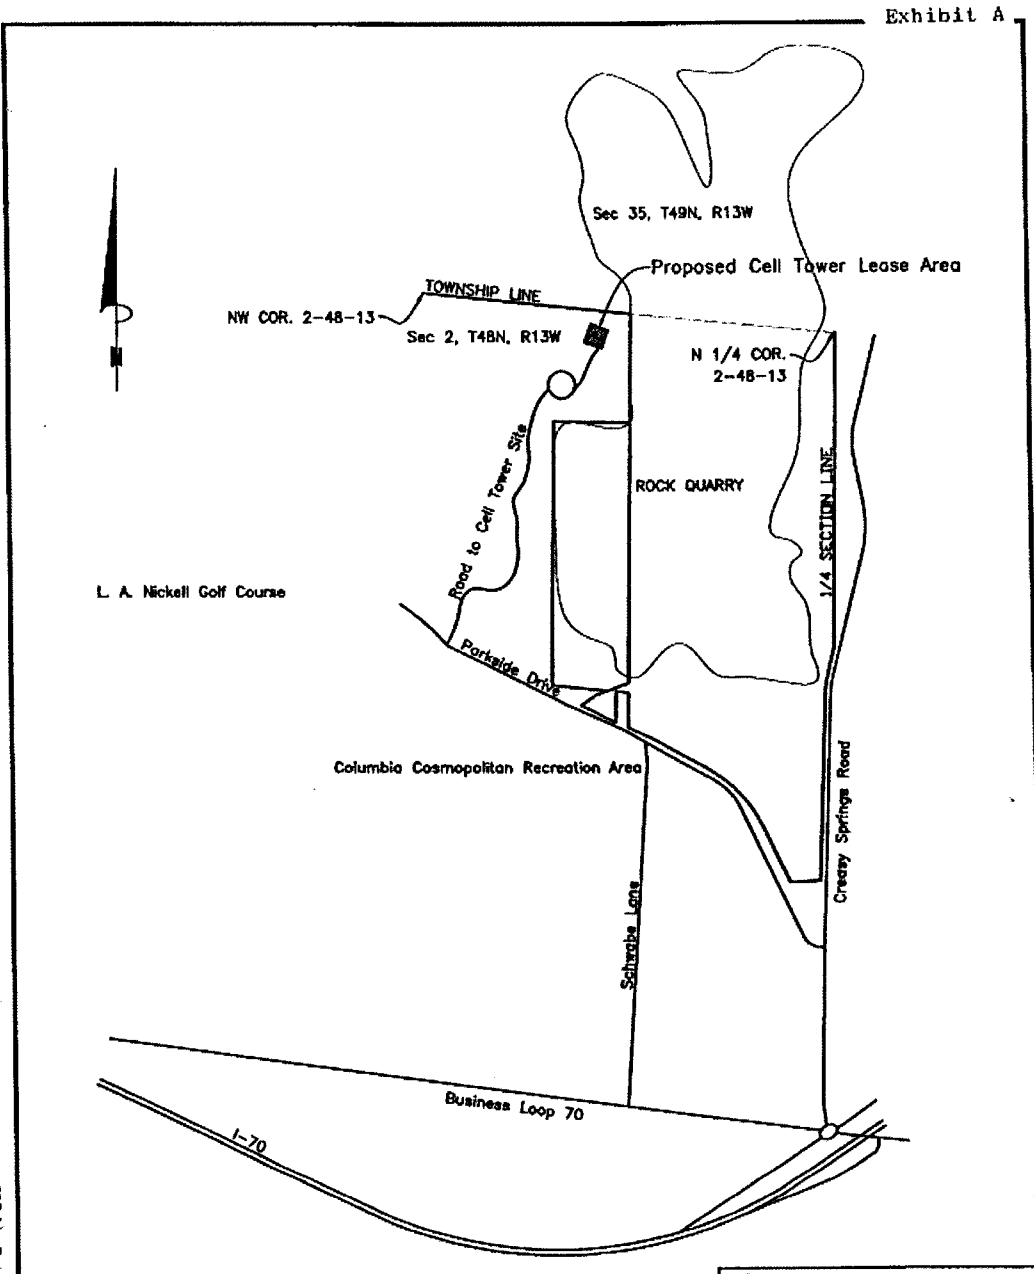 Exhibit A
Sec 35, T49N, R13W
Proposed Cell Tower Lease Area
TOWNSHIP LINE
NW COR. 2-48-13
Sec 2, T48N, R13W
N 1/4 COR.
2-48-13
Road to Cell Tower Site
ROCK QUARRY
1/4 SECTION LINE
L. A. Nickell Golf Course
Parkside Drive
Columbia Cosmopolitan Recreation Area
Creasy Springs Road
Schwabe Lane
Business Loop 70
I-70
N